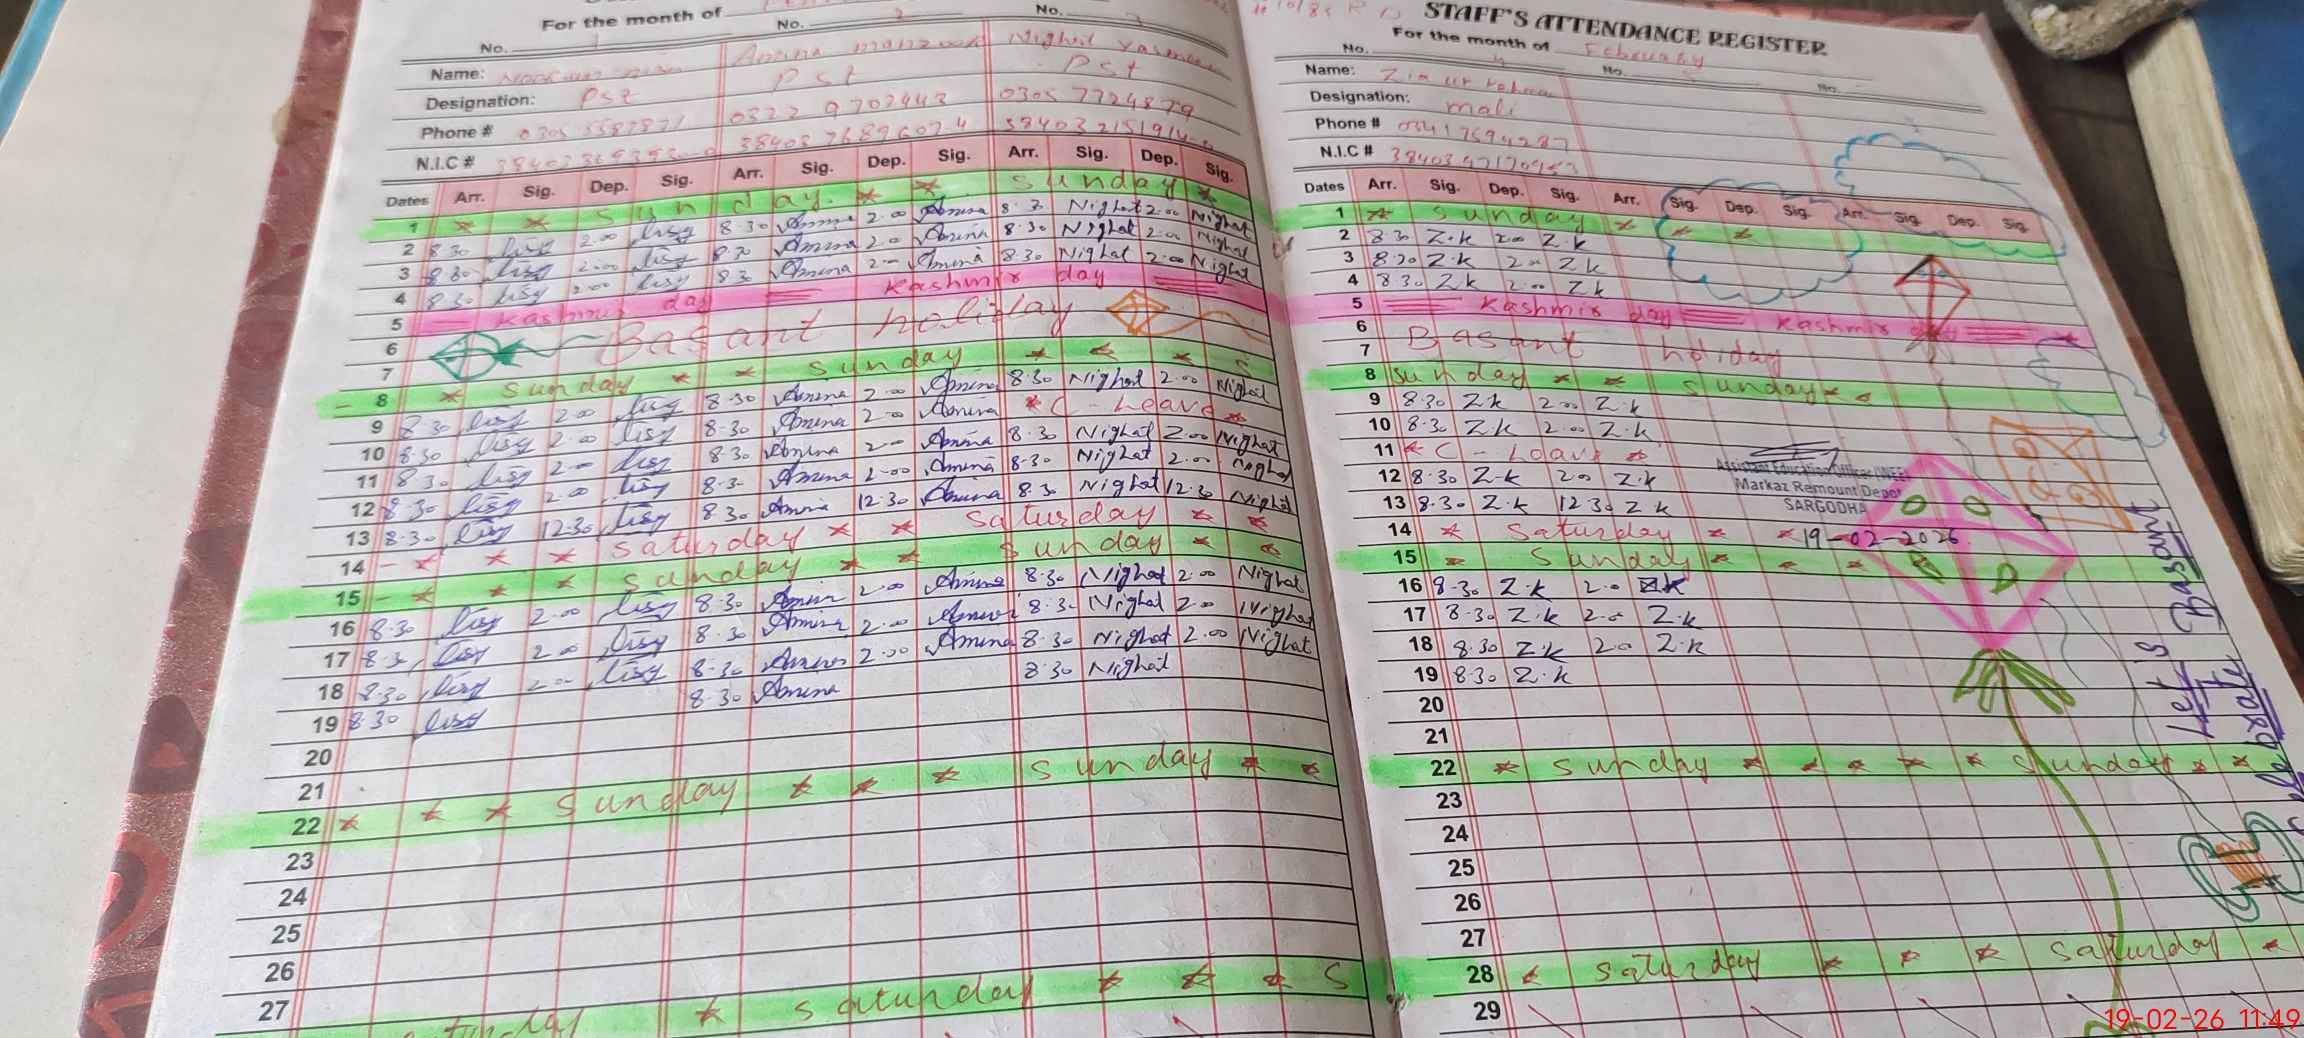 For the month of
No. 1 No. 2 No. 3
Name: Amina manzoor Nighat Yasmeen
Designation: Pst Pst Pst
Phone # 0305 5587871 0322 9702443 0305 7724879
N.I.C #
Dates Arr. Sig. Dep. Sig. Arr. Sig. Dep. Sig. Arr. Sig. Dep. Sig.
1 sunday. sunday
2 8.30 2.00 8.30 Amina 2.00 Amina 8.30 Nighat 2.00 Nighat
3 8.30 2.00 8.30 Amina 2.00 Amina 8.30 Nighat 2.00 Nighat
4 8.30 2.00 8.30 Amina 2.00 Amina 8.30 Nighat 2.00 Nighat
5 Kashmir day Kashmir day
6 Basant holiday
7
8 sunday sunday
9 8.30 2.00 8.30 Amina 2.00 Amina 8.30 Nighat 2.00 Nighat
10 8.30 2.00 8.30 Amina 2.00 Amina C - Leave
11 8.30 2.00 8.30 Amina 2.00 Amina 8.30 Nighat 2.00 Nighat
12 8.30 2.00 8.30 Amina 2.00 Amina 8.30 Nighat 2.00 Nighat
13 8.30 12.30 8.30 Amina 12.30 Amina 8.30 Nighat 12.30 Nighat
14 saturday saturday
15 sunday sunday
16 8.30 2.00 8.30 Amina 2.00 Amina 8.30 Nighat 2.00 Nighat
17 8.30 2.00 8.30 Amina 2.00 Amina 8.30 Nighat 2.00 Nighat
18 8.30 2.00 8.30 Amina 2.00 Amina 8.30 Nighat 2.00 Nighat
19 8.30 8.30 Amina 8.30 Nighat
20
21
22 sunday sunday
23
24
25
26
27
saturday saturday S
STAFF'S ATTENDANCE REGISTER
For the month of February
No. 4 No. No.
Name: Zia ur rehman
Designation: mali
Phone # 03417594287
N.I.C #
Dates Arr. Sig. Dep. Sig. Arr. Sig. Dep. Sig. Arr. Sig. Dep. Sig.
1 sunday
2 8.30 Z.k 2.00 Z.k
3 8.30 Z.k 2.00 Z k
4 8.30 Z k 2.00 Z k
5 Kashmir day Kashmir day
6 Basant holiday
7
8 sunday sunday
9 8.30 Z k 2.00 Z.k
10 8.30 Z k 2.00 Z.k
11 C - Leave
12 8.30 Z.k 2.00 Z.k
13 8.30 Z.k 12.30 Z k
14 saturday
15 sunday
16 8.30 Z k 2.00
17 8.30 Z.k 2.00 Z.k
18 8.30 Z.k 2.00 Z.k
19 8.30 Z.k
20
21
22 sunday sunday
23
24
25
26
27
28 saturday saturday
29
Markaz Remount Depot
SARGODHA
19-02-2026
Let's celebrate Basant
19-02-26 11:49